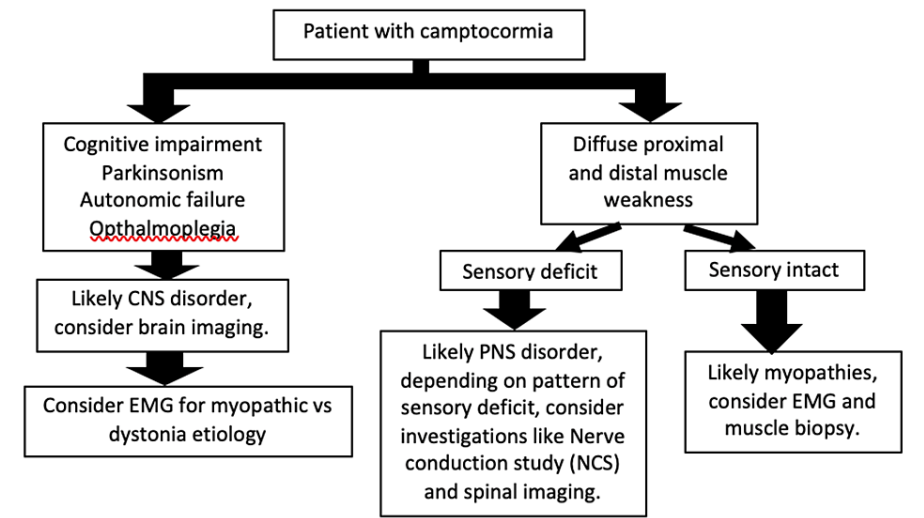 Patient with camptocormia
Cognitive impairment
Parkinsonism
Autonomic failure
Opthalmoplegia
Likely CNS disorder,
consider brain imaging.
Consider EMG for myopathic vs
dystonia etiology
Diffuse proximal
and distal muscle
weakness
Sensory deficit
Likely PNS disorder,
depending on pattern of
sensory deficit, consider
investigations like Nerve
conduction study (NCS)
and spinal imaging.
Sensory intact
Likely myopathies,
consider EMG and
muscle biopsy.